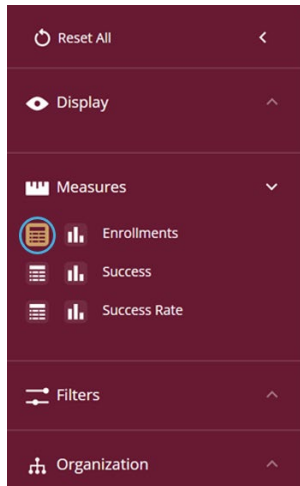 Reset All
Display
Measures
Enrollments
Success
Success Rate
Filters
Organization